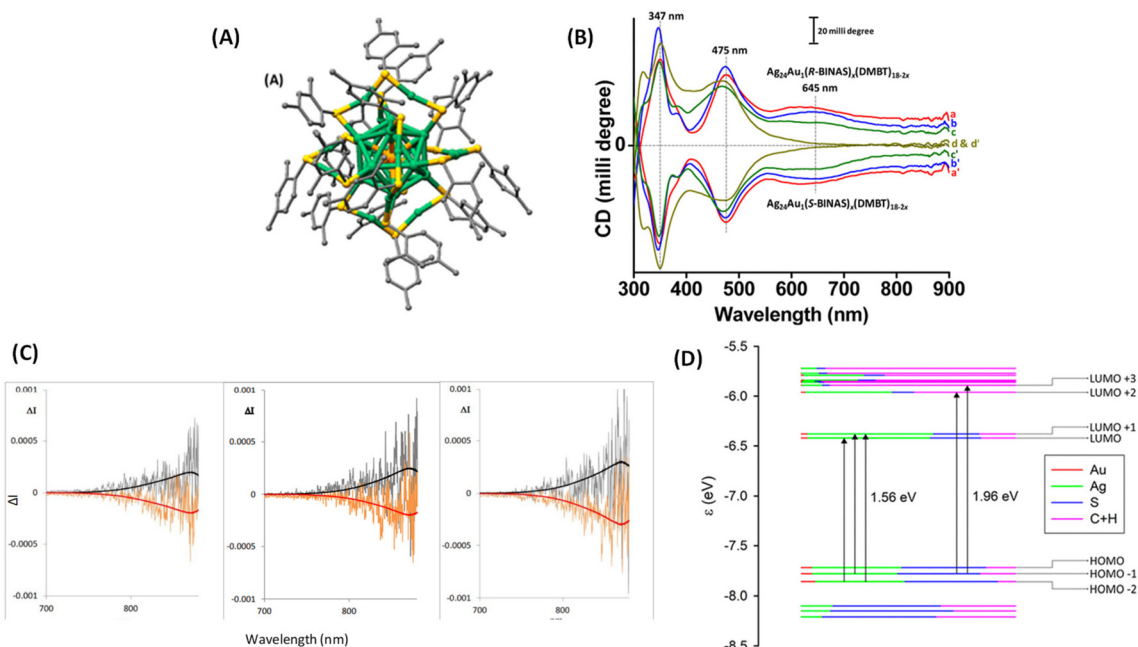 (A)
(A)
(B)
347 nm
475 nm
20 milli degree
Ag24Au1(R-BINAS)x(DMBT)18-2x
645 nm
a
b
c
d & d'
c'
b'
a'
0
Ag24Au1(S-BINAS)x(DMBT)18-2x
CD (milli degree)
300 400 500 600 700 800 900
Wavelength (nm)
(C)
0.001
ΔI
0.0005
0
-0.0005
-0.001
700 800
ΔI
0.001
ΔI
0.0005
0
-0.0005
-0.001
700 800
0.001
ΔI
0.0005
0
-0.0005
-0.001
700 800
Wavelength (nm)
(D)
-5.5
-6.0
-6.5
-7.0
-7.5
-8.0
-8.5
ε (eV)
LUMO +3
LUMO +2
LUMO +1
LUMO
1.56 eV
1.96 eV
Au
Ag
S
C+H
HOMO
HOMO -1
HOMO -2